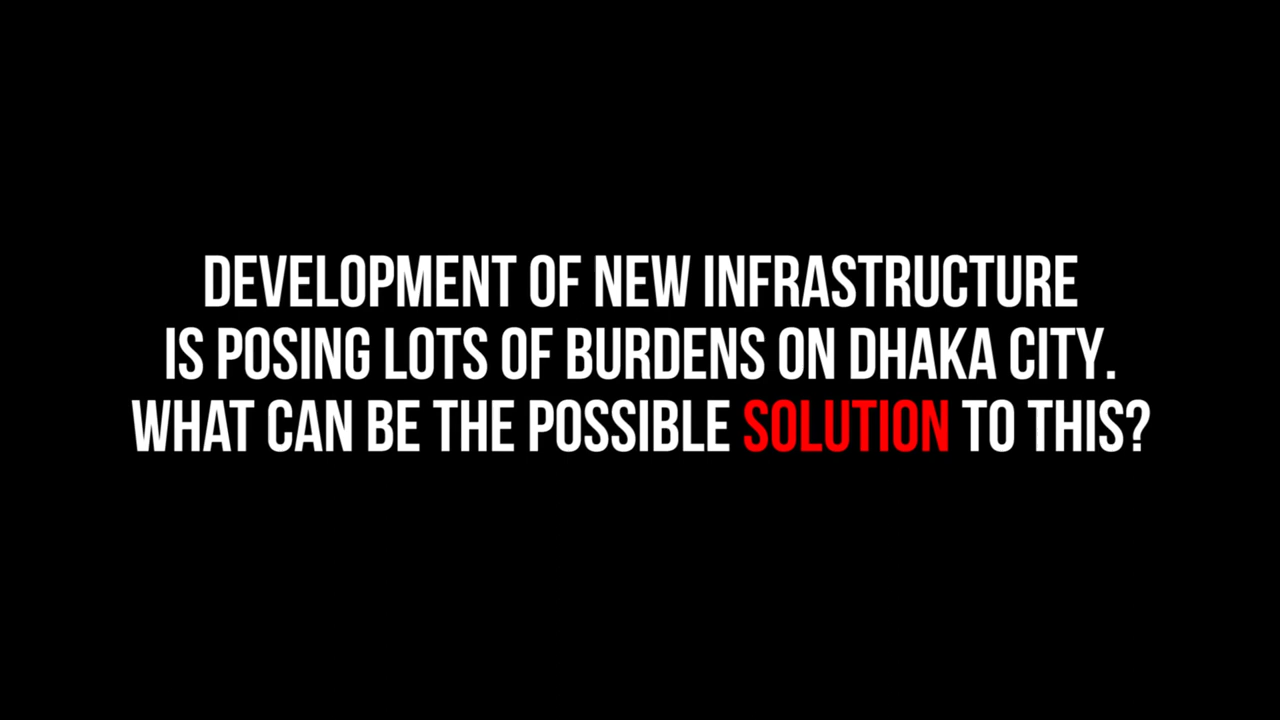 DEVELOPMENT OF NEW INFRASTRUCTURE
IS POSING LOTS OF BURDENS ON DHAKA CITY.
WHAT CAN BE THE POSSIBLE SOLUTION TO THIS?